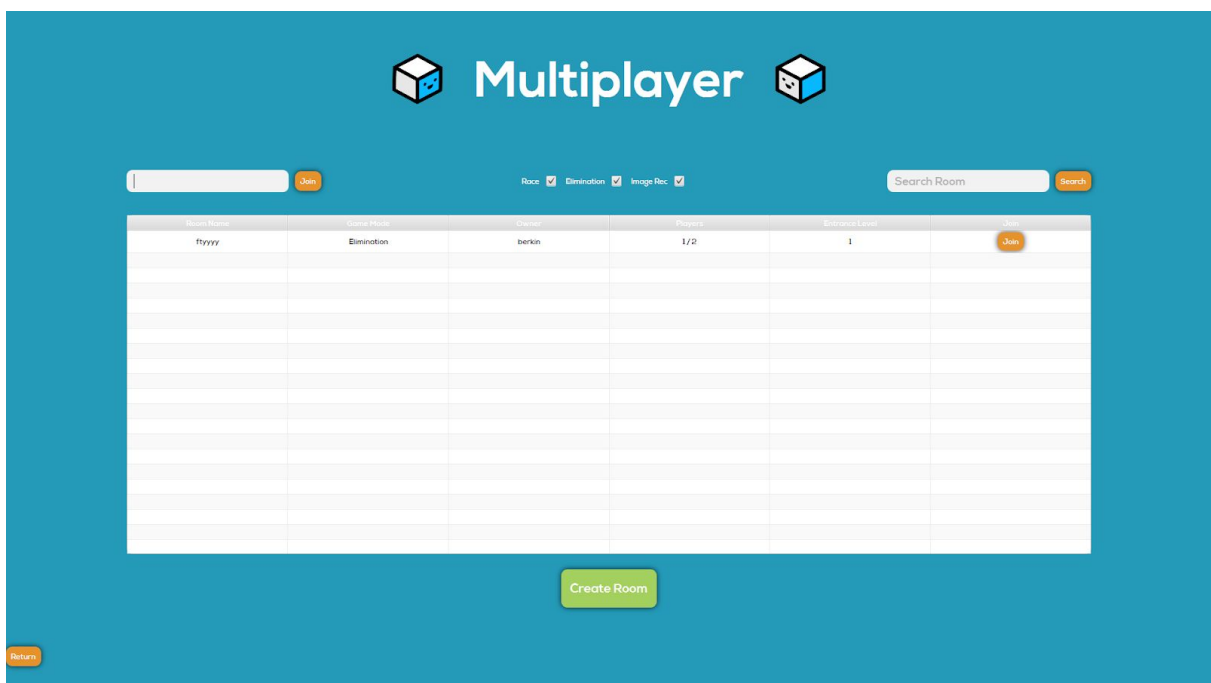 Multiplayer
Join Race Elimination Image Rec Search Room Search
Room Name Game Mode Owner Players Entrance Level Join
ftyyyy Elimination berkin 1/2 1 Join
Create Room
Return